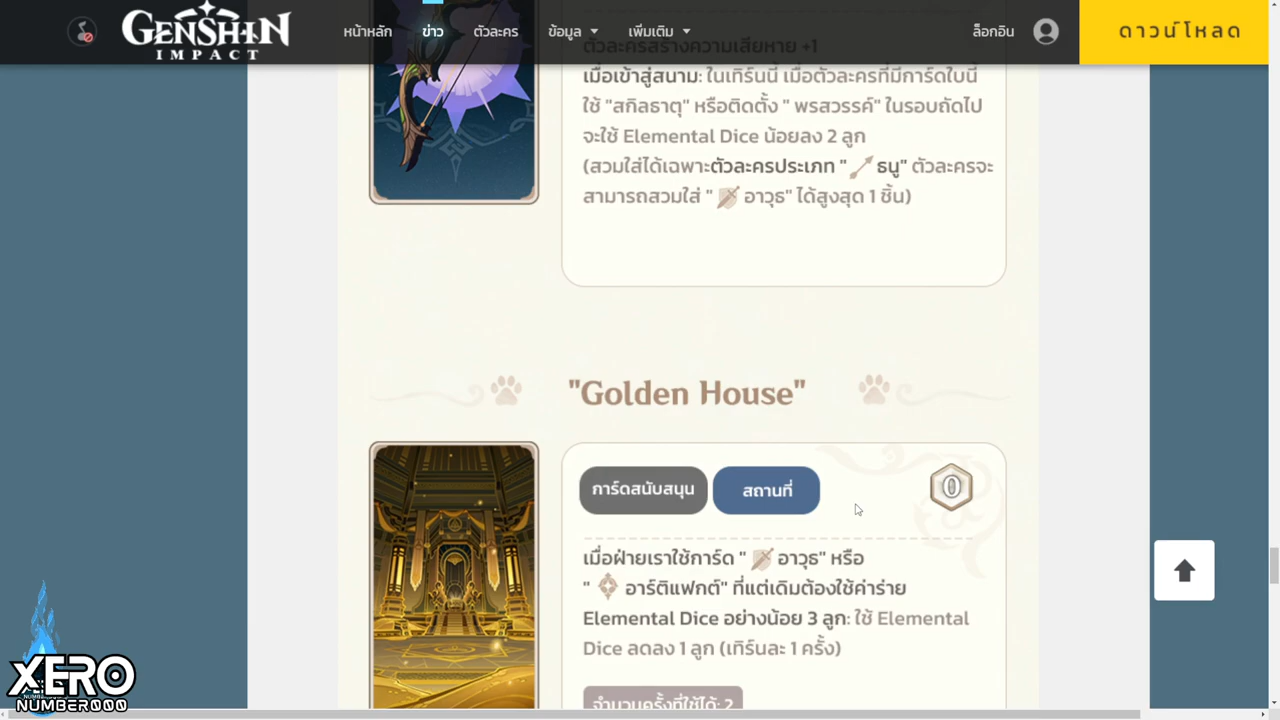 GENSHIN
IMPACT
หน้าหลัก
ข่าว
ตัวละคร
ข้อมูล
เพิ่มเติม
ล็อกอิน
ดาวน์โหลด
ตัวละครสร้างความเสียหาย +1
เมื่อเข้าสู่สนาม: ในเทิร์นนี้ เมื่อตัวละครที่มีการ์ดใบนี้
ใช้ "สกิลธาตุ" หรือติดตั้ง " พรสวรรค์" ในรอบถัดไป
จะใช้ Elemental Dice น้อยลง 2 ลูก
(สวมใส่ได้เฉพาะตัวละครประเภท " ธนู" ตัวละครจะ
สามารถสวมใส่ " อาวุธ" ได้สูงสุด 1 ชิ้น)
"Golden House"
การ์ดสนับสนุน
สถานที่
0
เมื่อฝ่ายเราใช้การ์ด " อาวุธ" หรือ
" อาร์ติแฟกต์" ที่แต่เดิมต้องใช้ค่าร่าย
Elemental Dice อย่างน้อย 3 ลูก: ใช้ Elemental
Dice ลดลง 1 ลูก (เทิร์นละ 1 ครั้ง)
จำนวนครั้งที่ใช้ได้: 2
XERO
NUMBER000